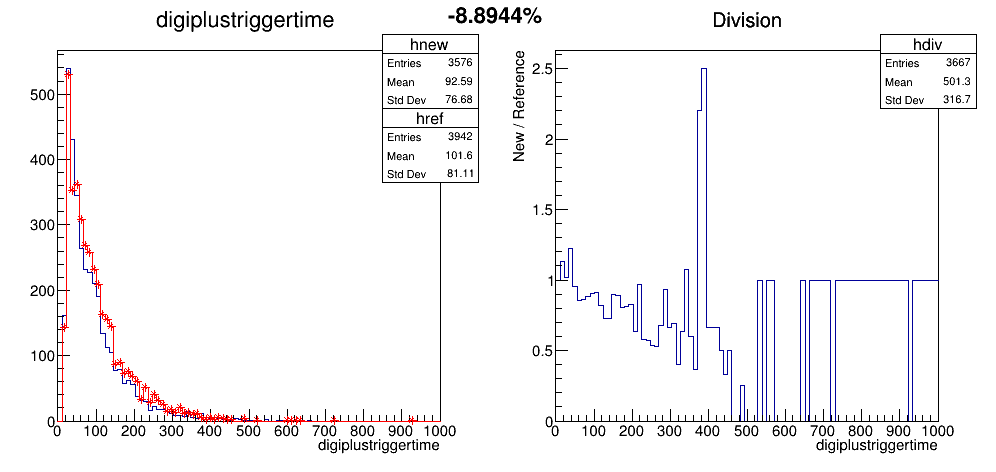 digiplustriggertime
-8.8944%
Division
hnew
Entries 3576
Mean 92.59
Std Dev 76.68
href
Entries 3942
Mean 101.6
Std Dev 81.11
500
400
300
200
100
0
0 100 200 300 400 500 600 700 800 900 1000
digiplustriggertime
hdiv
Entries 3667
Mean 501.3
Std Dev 316.7
New / Reference
2.5
2
1.5
1
0.5
0
0 100 200 300 400 500 600 700 800 900 1000
digiplustriggertime